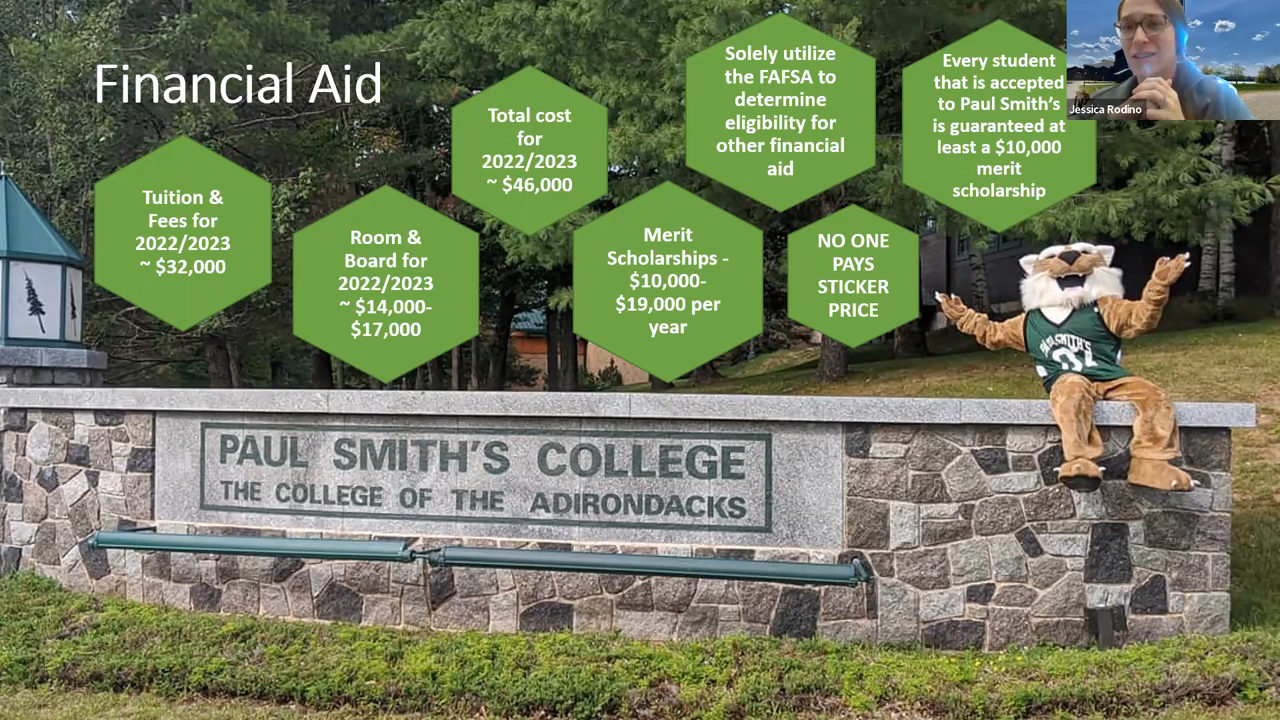 Financial Aid
Tuition &
Fees for
2022/2023
~ $32,000
Room &
Board for
2022/2023
~ $14,000-
$17,000
Total cost
for
2022/2023
~ $46,000
Merit
Scholarships -
$10,000-
$19,000 per
year
Solely utilize
the FAFSA to
determine
eligibility for
other financial
aid
NO ONE
PAYS
STICKER
PRICE
Every student
that is accepted
to Paul Smith’s
is guaranteed at
least a $10,000
merit
scholarship
Jessica Rodino
PAUL SMITH'S
PAUL SMITH'S COLLEGE
THE COLLEGE OF THE ADIRONDACKS